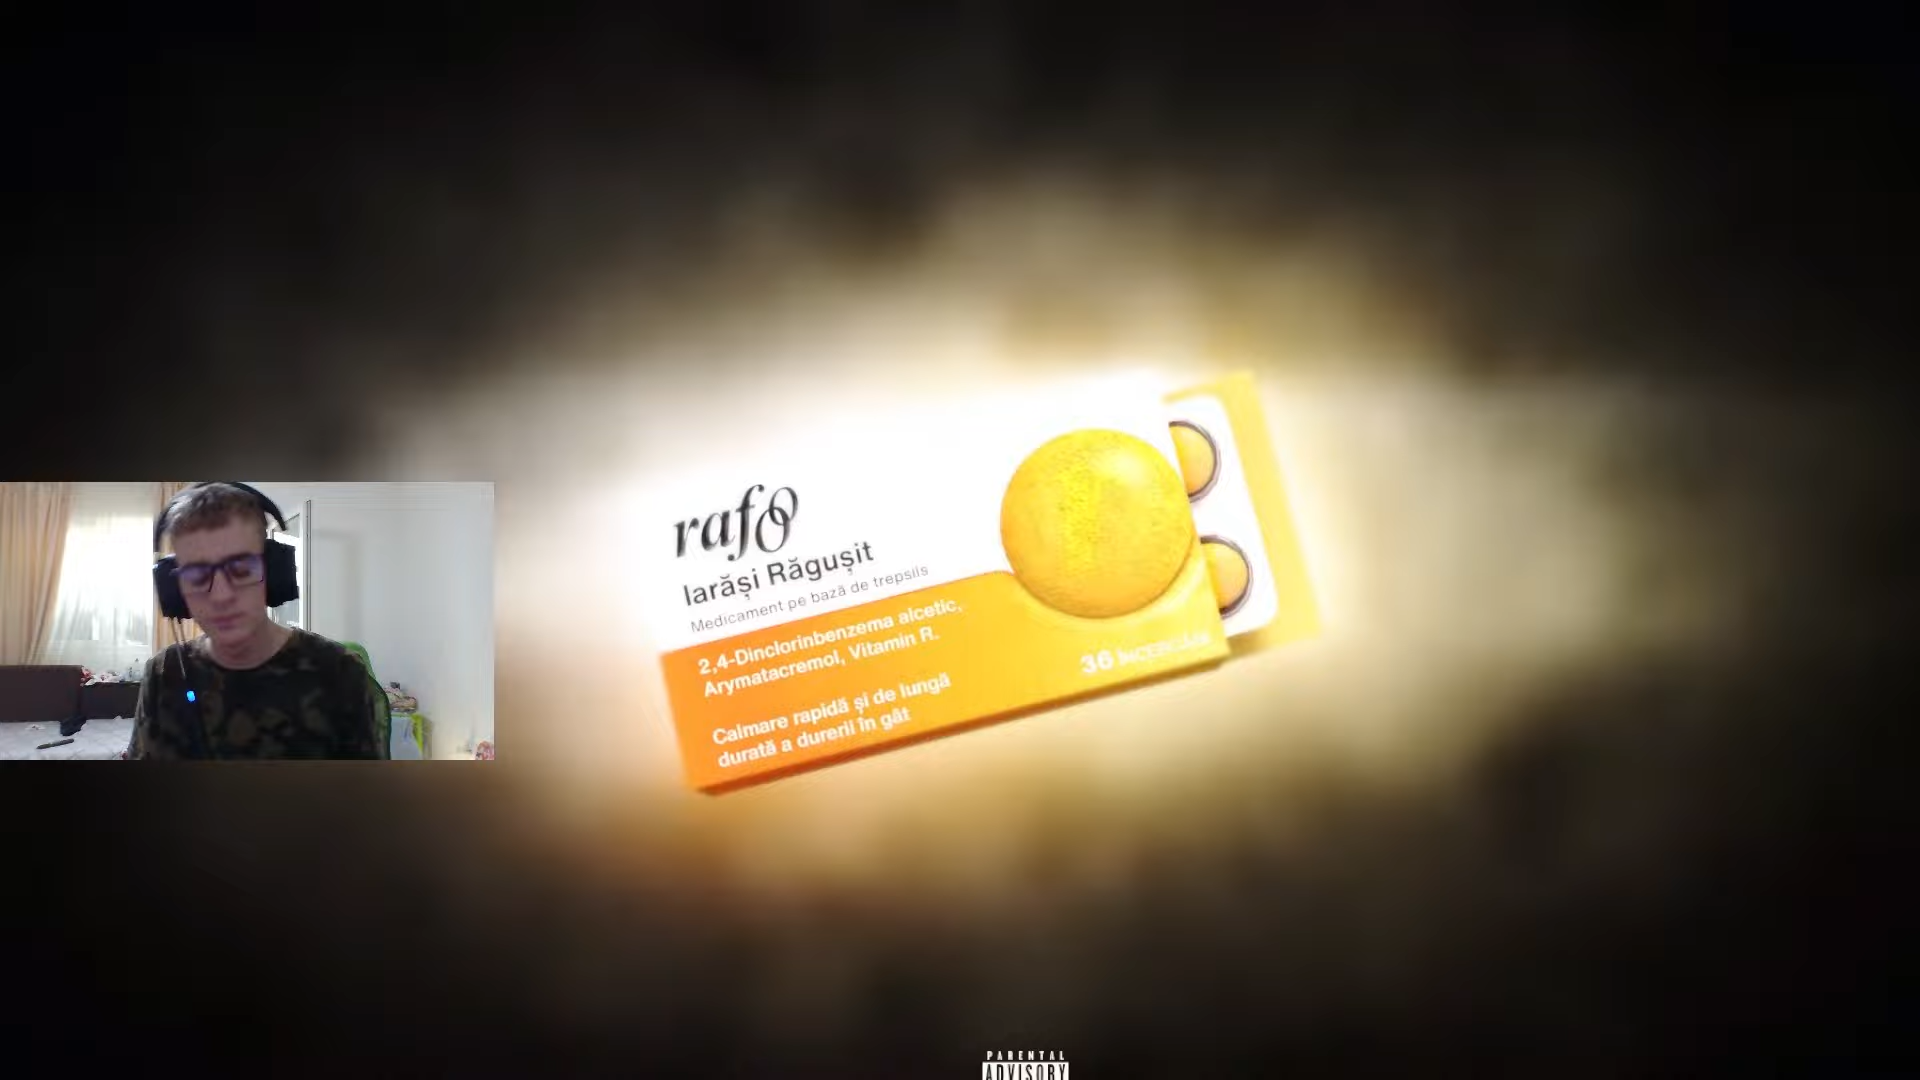 rafo
Iarăși Răgușit
Medicament pe bază de trepsils
2,4-Dinclorinbenzema alcetic,
Arymatacremol, Vitamin R.
36
Calmare rapidă și de lungă
durată a durerii în gât
PARENTAL
ADVISORY